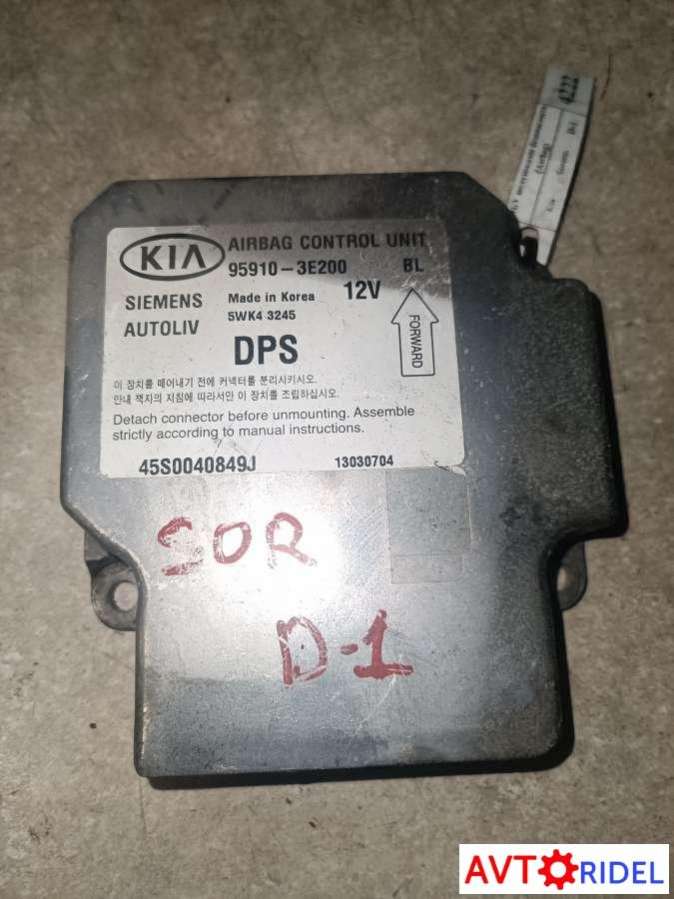 KIA AIRBAG CONTROL UNIT
95910-3E200 BL
SIEMENS
AUTOLIV
Made in Korea 12V
5WK4 3245
DPS
FORWARD
이 장치를 떼어내기 전에 커넥터를 분리시키시오.
안내 책자의 지침에 따라서만 이 장치를 조립하십시오.
Detach connector before unmounting. Assemble
strictly according to manual instructions.
45S0040849J 13030704
SOR
D-1
4222
AVTORIDEL